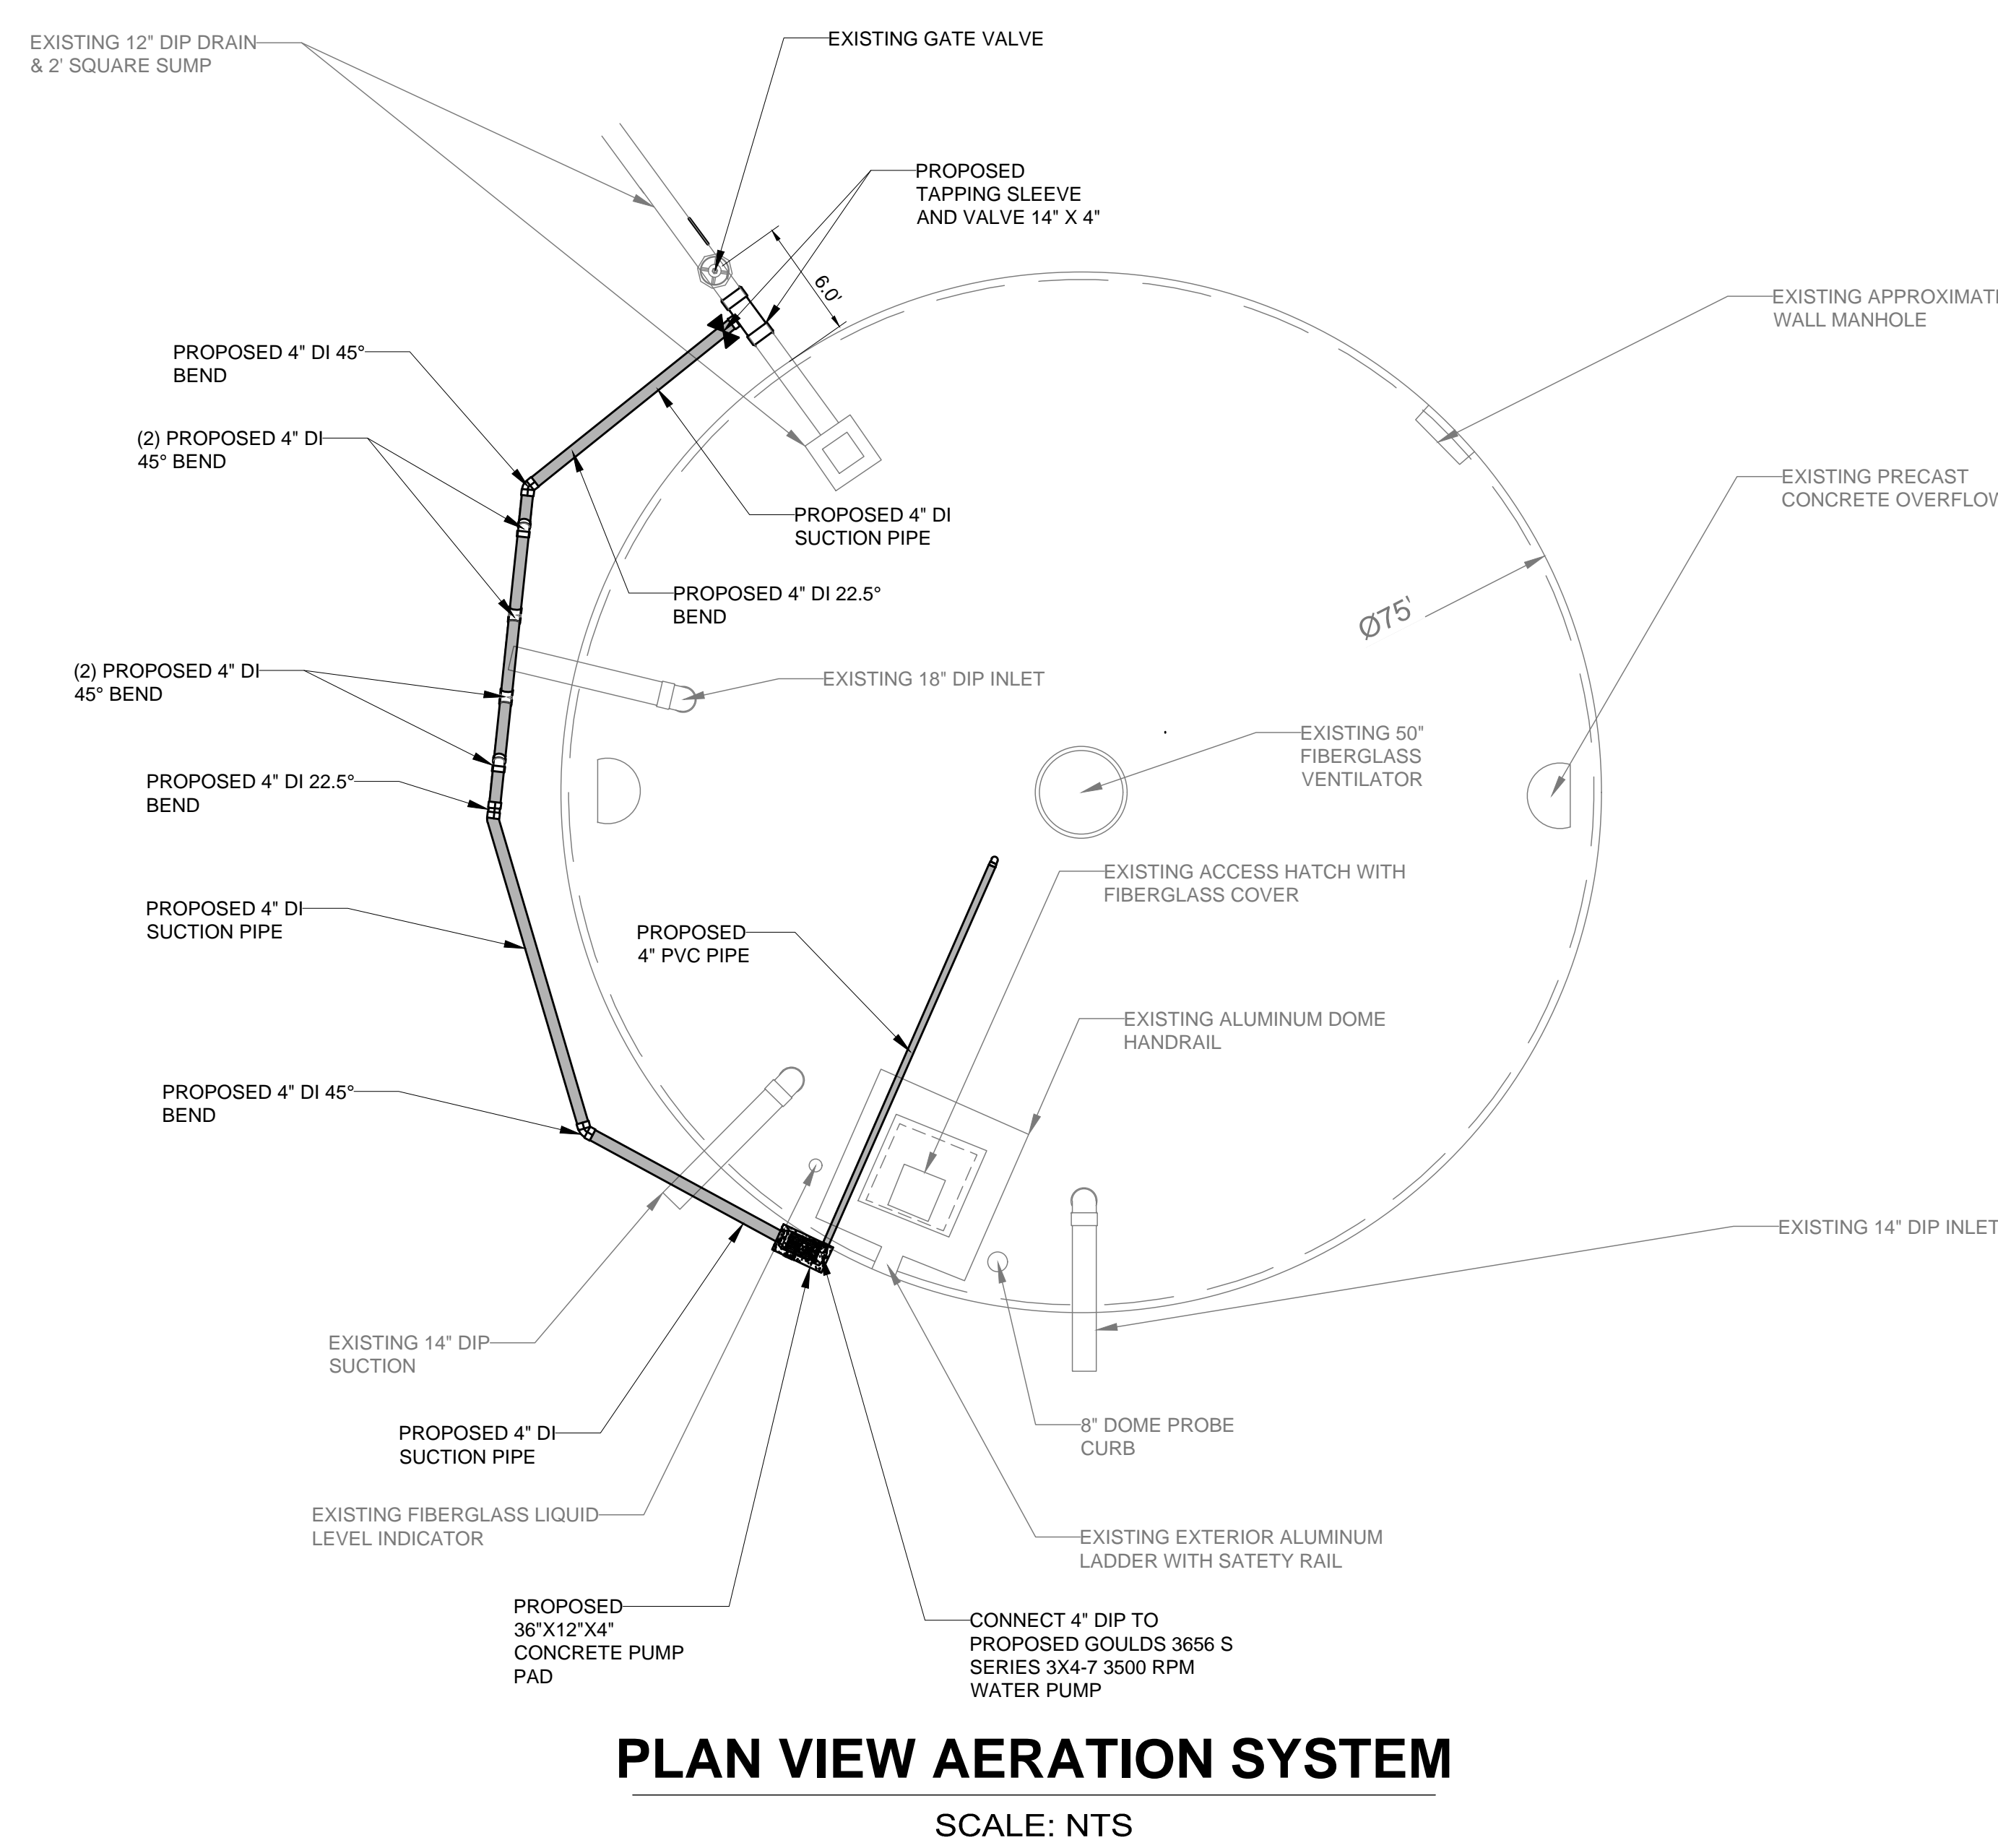 EXISTING 12" DIP DRAIN
& 2' SQUARE SUMP
EXISTING GATE VALVE
PROPOSED
TAPPING SLEEVE
AND VALVE 14" X 4"
6.0'
EXISTING APPROXIMAT
WALL MANHOLE
PROPOSED 4" DI 45°
BEND
(2) PROPOSED 4" DI
45° BEND
EXISTING PRECAST
CONCRETE OVERFLOW
PROPOSED 4" DI
SUCTION PIPE
PROPOSED 4" DI 22.5°
BEND
Ø75'
(2) PROPOSED 4" DI
45° BEND
EXISTING 18" DIP INLET
EXISTING 50"
FIBERGLASS
VENTILATOR
PROPOSED 4" DI 22.5°
BEND
EXISTING ACCESS HATCH WITH
FIBERGLASS COVER
PROPOSED 4" DI
SUCTION PIPE
PROPOSED
4" PVC PIPE
EXISTING ALUMINUM DOME
HANDRAIL
PROPOSED 4" DI 45°
BEND
EXISTING 14" DIP INLET
EXISTING 14" DIP
SUCTION
PROPOSED 4" DI
SUCTION PIPE
8" DOME PROBE
CURB
EXISTING FIBERGLASS LIQUID
LEVEL INDICATOR
EXISTING EXTERIOR ALUMINUM
LADDER WITH SATETY RAIL
PROPOSED
36"X12"X4"
CONCRETE PUMP
PAD
CONNECT 4" DIP TO
PROPOSED GOULDS 3656 S
SERIES 3X4-7 3500 RPM
WATER PUMP
PLAN VIEW AERATION SYSTEM
SCALE: NTS